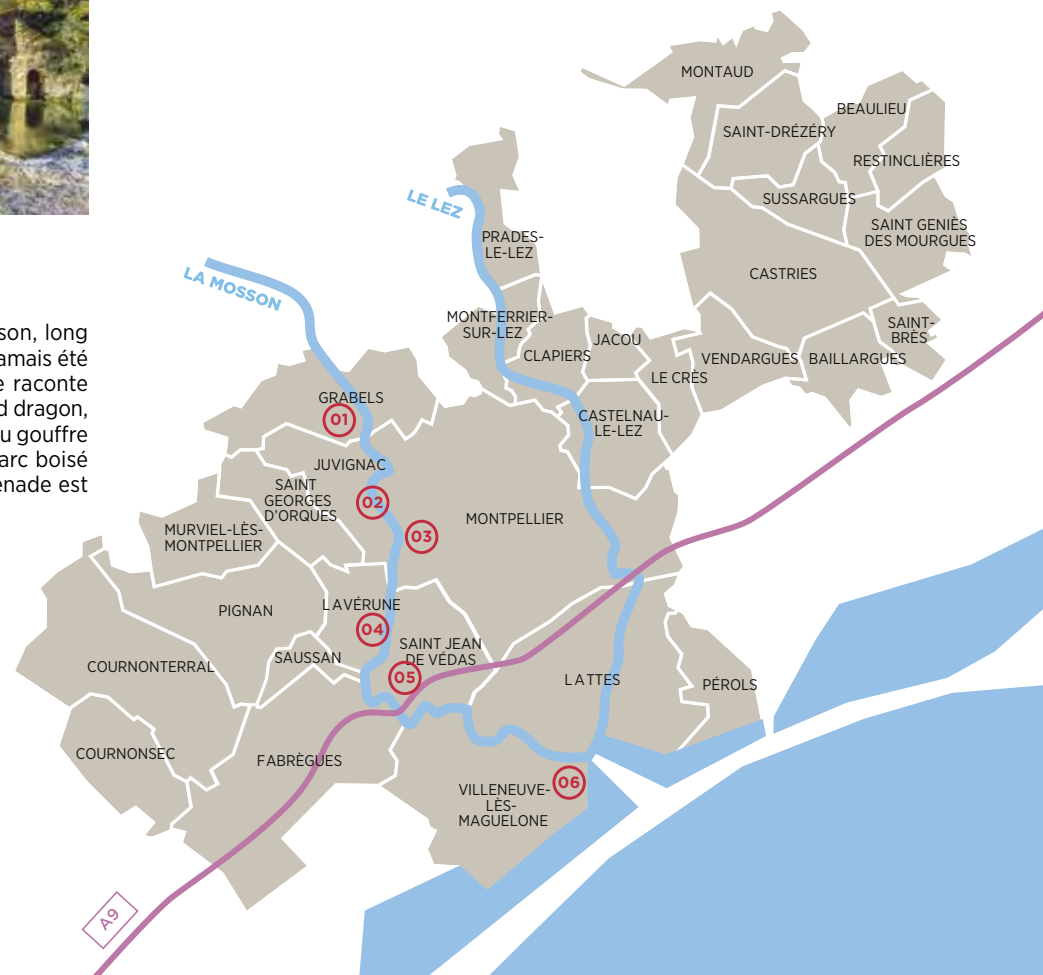 son, long
amais été
e raconte
d dragon,
u gouffre
arc boisé
enade est
MONTAUD
BEAULIEU
SAINT-DRÉZÉRY
RESTINCLIÈRES
SUSSARGUES
SAINT GENIÈS
DES MOURGUES
LE LEZ
PRADES-
LE-LEZ
CASTRIES
LA MOSSON
MONTFERRIER-
SUR-LEZ
SAINT-
BRÈS
JACOU
CLAPIERS
VENDARGUES
BAILLARGUES
LE CRÈS
GRABELS
01
CASTELNAU-
LE-LEZ
JUVIGNAC
SAINT
GEORGES
D'ORQUES
02
MONTPELLIER
03
MURVIEL-LÈS-
MONTPELLIER
PIGNAN
LAVÉRUNE
04
SAINT JEAN
DE VÉDAS
SAUSSAN
COURNONTERRAL
05
LATTES
PÉROLS
COURNONSEC
FABRÈGUES
VILLENEUVE-
LÈS-
MAGUELONE
06
A9